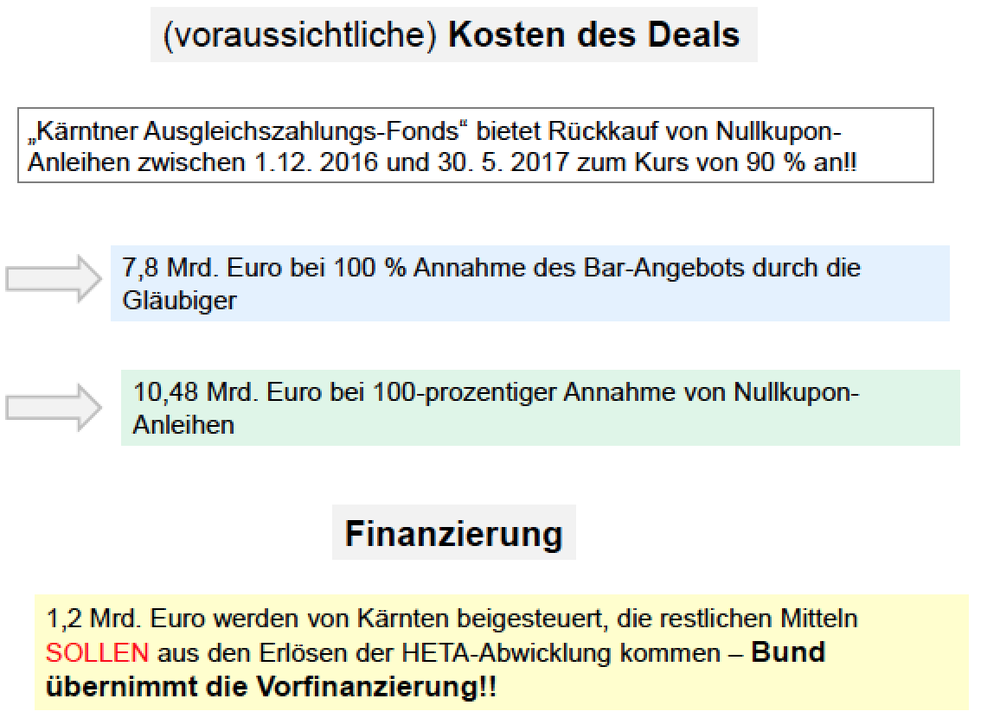 (voraussichtliche) Kosten des Deals
„Kärntner Ausgleichszahlungs-Fonds“ bietet Rückkauf von Nullkupon-
Anleihen zwischen 1.12. 2016 und 30. 5. 2017 zum Kurs von 90 % an!!
7,8 Mrd. Euro bei 100 % Annahme des Bar-Angebots durch die
Gläubiger
10,48 Mrd. Euro bei 100-prozentiger Annahme von Nullkupon-
Anleihen
Finanzierung
1,2 Mrd. Euro werden von Kärnten beigesteuert, die restlichen Mitteln
SOLLEN aus den Erlösen der HETA-Abwicklung kommen – Bund
übernimmt die Vorfinanzierung!!